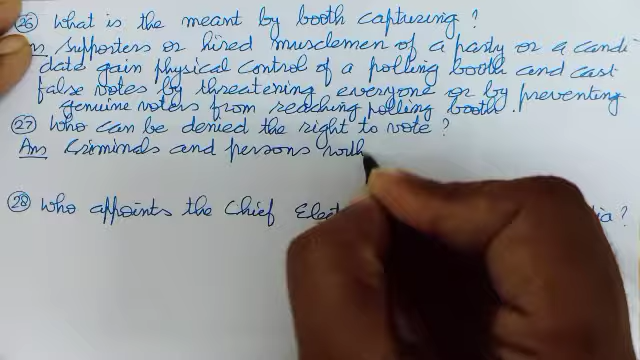 26 What is the meant by booth capturing ?
Ans Supporters or hired musclemen of a party or a candi-
date gain physical control of a polling booth and cast
false votes by threatening everyone or by preventing
genuine voters from reaching polling booth.
27 Who can be denied the right to vote ?
Ans Criminals and persons with
28 Who appoints the Chief Elect ia ?